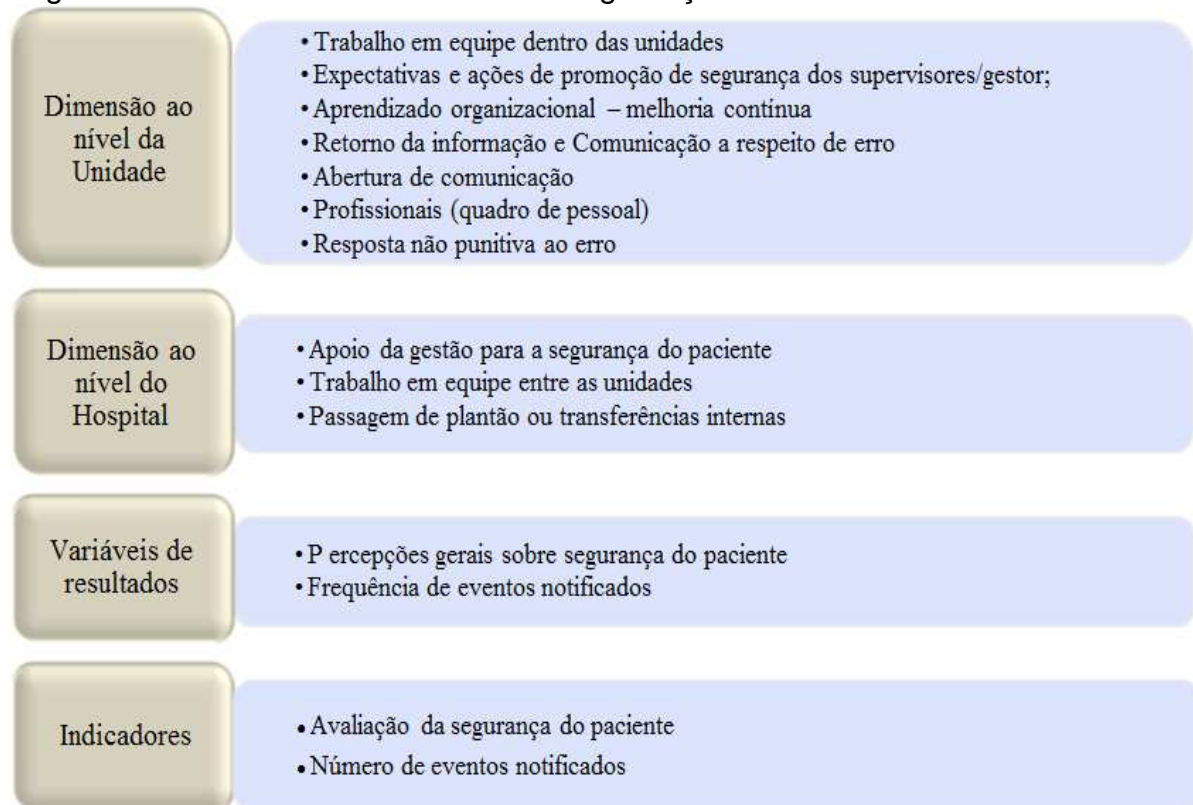 Dimensão ao
nível da
Unidade
• Trabalho em equipe dentro das unidades
• Expectativas e ações de promoção de segurança dos supervisores/gestor;
• Aprendizado organizacional – melhoria contínua
• Retorno da informação e Comunicação a respeito de erro
• Abertura de comunicação
• Profissionais (quadro de pessoal)
• Resposta não punitiva ao erro
Dimensão ao
nível do
Hospital
• Apoio da gestão para a segurança do paciente
• Trabalho em equipe entre as unidades
• Passagem de plantão ou transferências internas
Variáveis de
resultados
• P ercepções gerais sobre segurança do paciente
• Frequência de eventos notificados
Indicadores
• Avaliação da segurança do paciente
• Número de eventos notificados